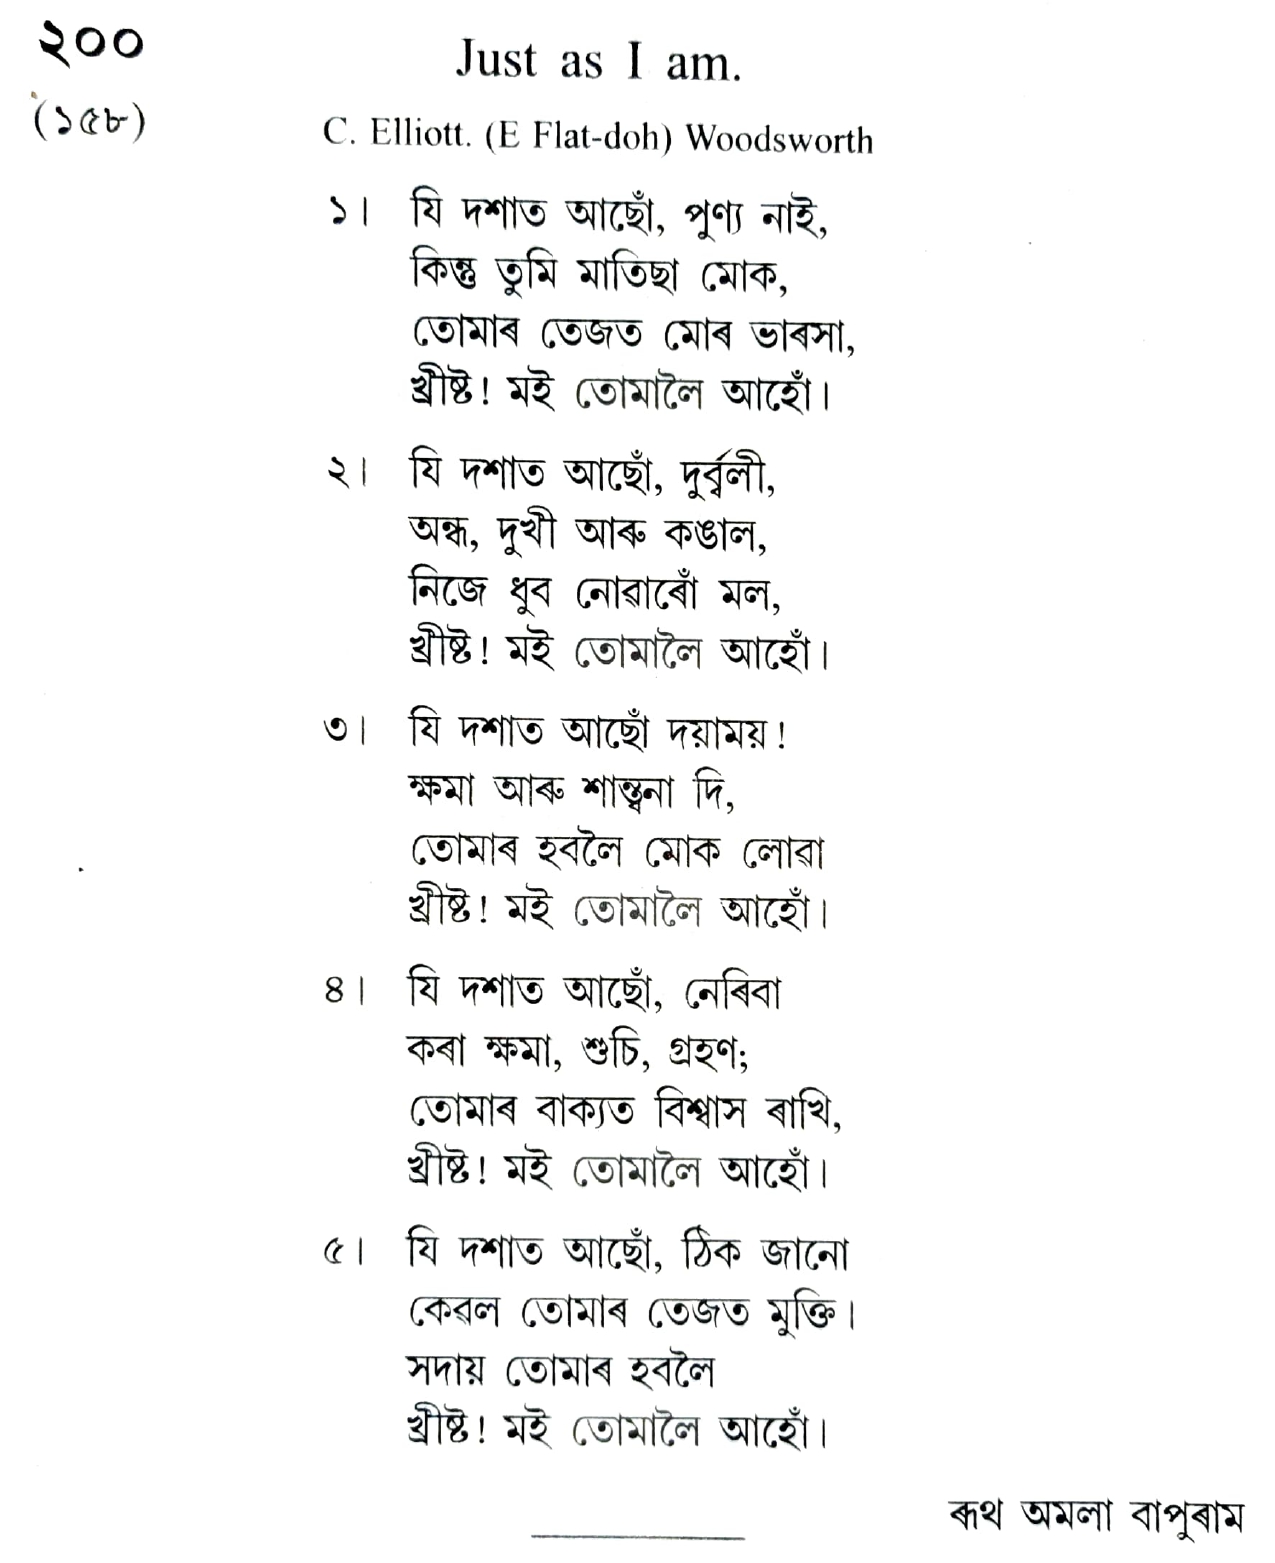 ২০০
Just as I am.
(১৫৮)
C. Elliott. (E Flat-doh) Woodsworth
১। যি দশাত আছোঁ, পুণ্য নাই,
কিন্তু তুমি মাতিছা মোক,
তোমাৰ তেজত মোৰ ভাৰসা,
খ্ৰীষ্ট! মই তোমালৈ আহোঁ।
২। যি দশাত আছোঁ, দুৰ্ব্বলী,
অন্ধ, দুখী আৰু কঙাল,
নিজে ধুব নোৱাৰোঁ মল,
খ্ৰীষ্ট! মই তোমালৈ আহোঁ।
৩। যি দশাত আছোঁ দয়াময়!
ক্ষমা আৰু শান্ত্বনা দি,
তোমাৰ হবলৈ মোক লোৱা
খ্ৰীষ্ট! মই তোমালৈ আহোঁ।
৪। যি দশাত আছোঁ, নেৰিবা
কৰা ক্ষমা, শুচি, গ্ৰহণ;
তোমাৰ বাক্যত বিশ্বাস ৰাখি,
খ্ৰীষ্ট! মই তোমালৈ আহোঁ।
৫। যি দশাত আছোঁ, ঠিক জানো
কেৱল তোমাৰ তেজত মুক্তি।
সদায় তোমাৰ হবলৈ
খ্ৰীষ্ট! মই তোমালৈ আহোঁ।
ৰূথ অমলা বাপুৰাম